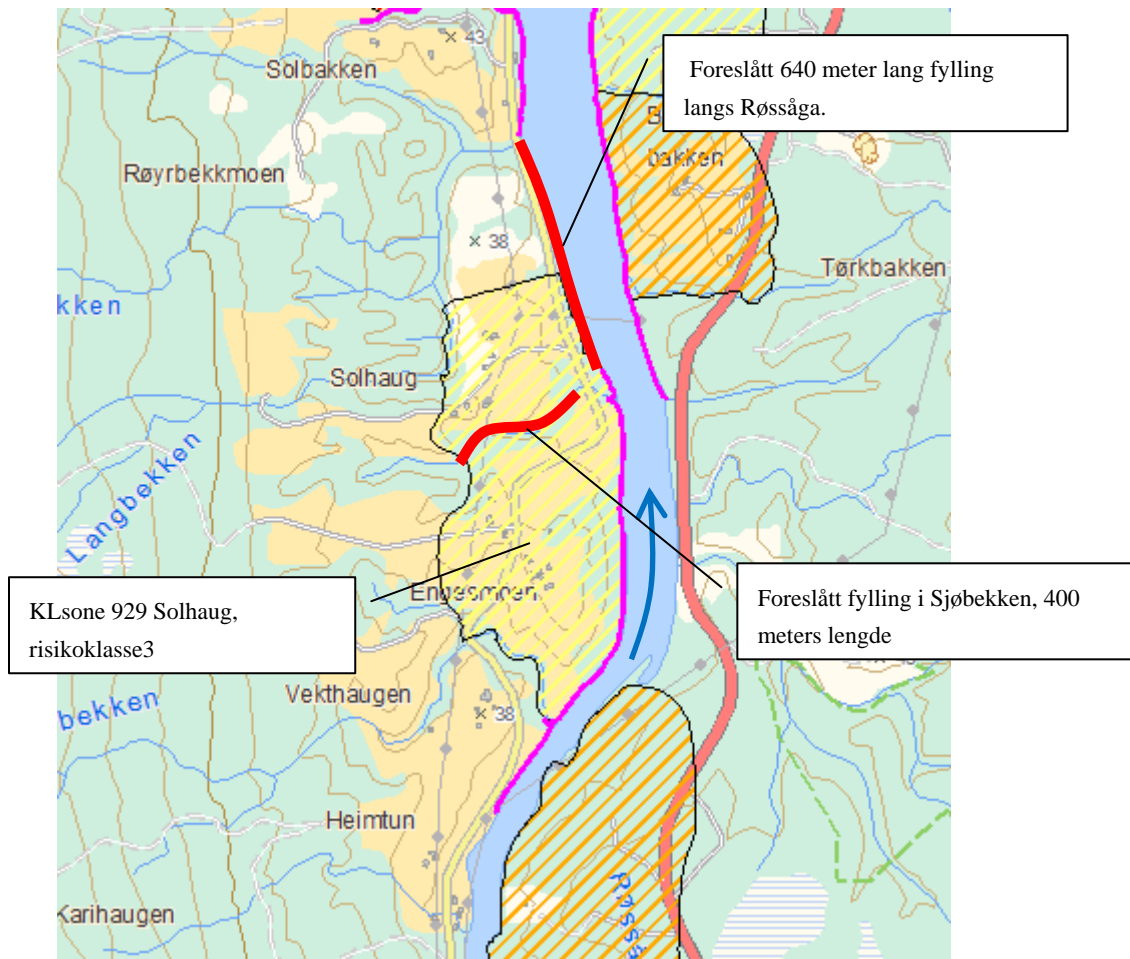 43
Solbakken
Foreslått 640 meter lang fylling
langs Røssåga.
bakken
Røyrbekkmoen
38
Tørkbakken
kken
Solhaug
Langbekken
KLsone 929 Solhaug,
risikoklasse3
Foreslått fylling i Sjøbekken, 400
meters lengde
Vekthaugen
38
bekken
Heimtun
Karihaugen
Røsså